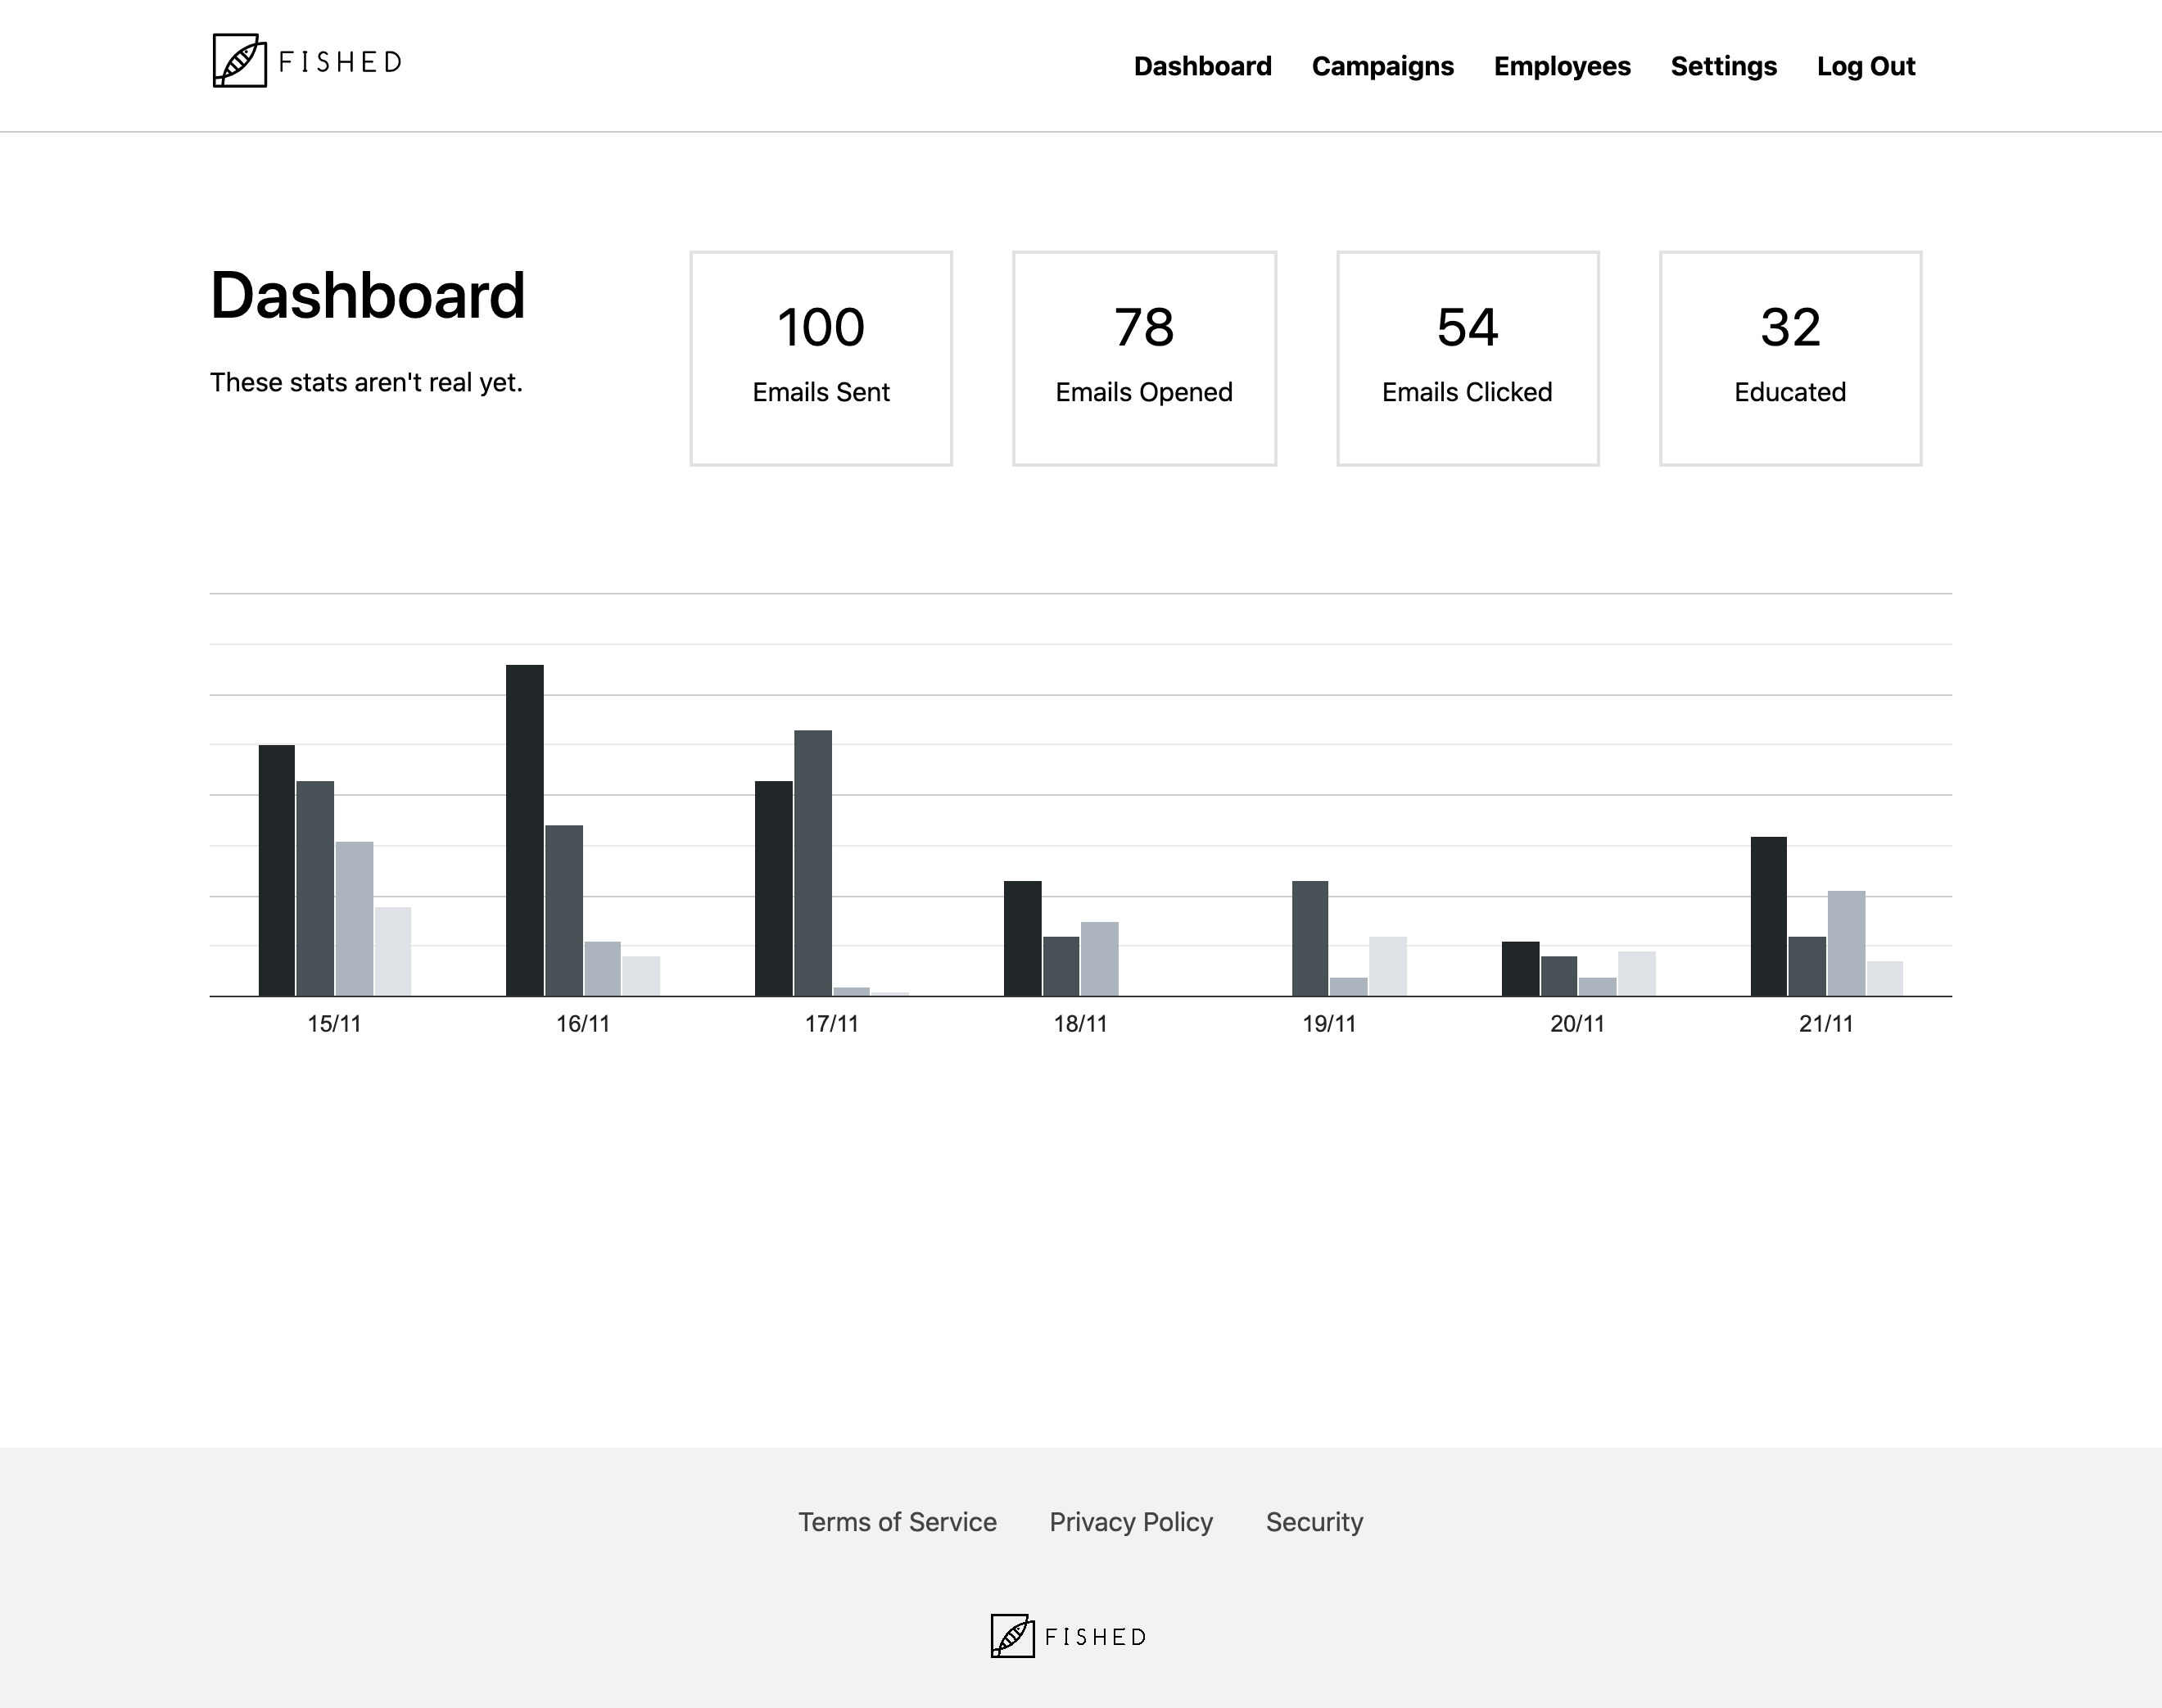 FISHED
Dashboard Campaigns Employees Settings Log Out
Dashboard
These stats aren't real yet.
100
Emails Sent
78
Emails Opened
54
Emails Clicked
32
Educated
15/11 16/11 17/11 18/11 19/11 20/11 21/11
Terms of Service Privacy Policy Security
FISHED